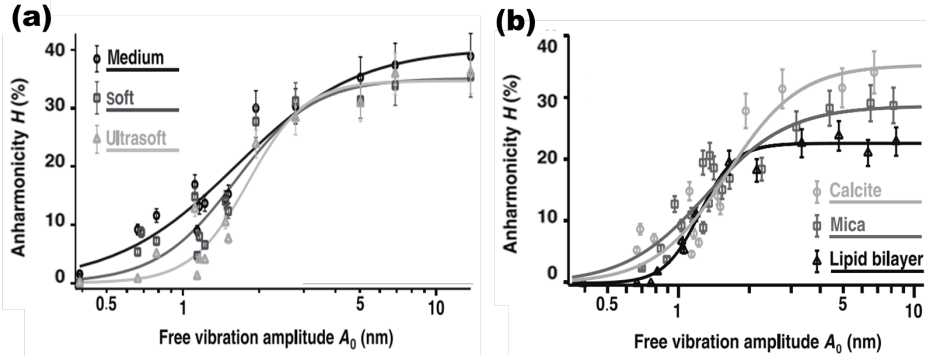 (a)
40
30
20
10
0
Anharmonicity H (%)
Medium
soft
Ultrasoft
0.5
1
5
10
Free vibration amplitude A0 (nm)
(b)
40
30
20
10
0
Anharmonicity H (%)
Calcite
Mica
Lipid bilayer
0.5
1
5
10
Free vibration amplitude A0 (nm)